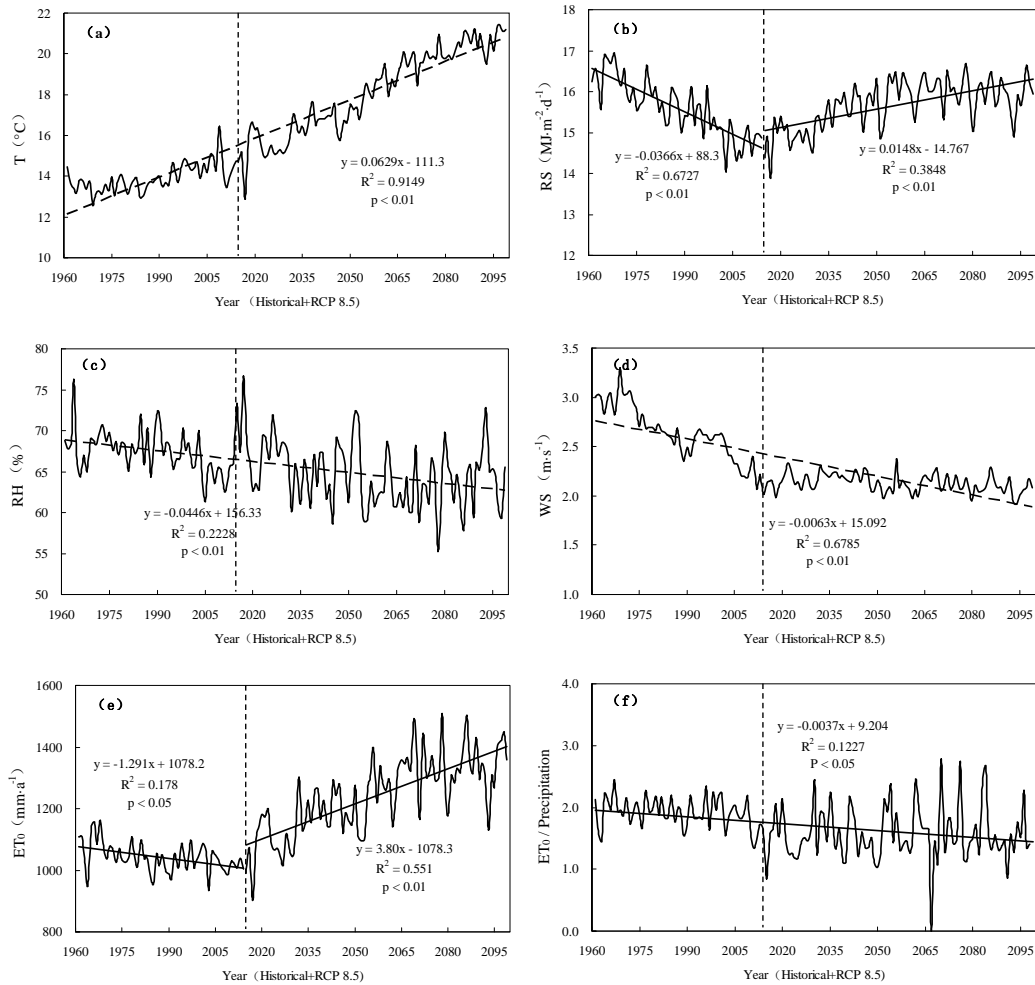 (a)
22
20
18
16
14
12
10
T（°C）
y = 0.0629x - 111.3
R² = 0.9149
p < 0.01
1960 1975 1990 2005 2020 2035 2050 2065 2080 2095
Year（Historical+RCP 8.5）
(b)
18
17
16
15
14
13
12
RS（MJ·m⁻²·d⁻¹）
y = -0.0366x + 88.3
R² = 0.6727
p < 0.01
y = 0.0148x - 14.767
R² = 0.3848
p < 0.01
1960 1975 1990 2005 2020 2035 2050 2065 2080 2095
Year（Historical+RCP 8.5）
(c)
80
75
70
65
60
55
50
RH（%）
y = -0.0446x + 156.33
R² = 0.2228
p < 0.01
1960 1975 1990 2005 2020 2035 2050 2065 2080 2095
Year（Historical+RCP 8.5）
(d)
3.5
3.0
2.5
2.0
1.5
1.0
WS（m·s⁻¹）
y = -0.0063x + 15.092
R² = 0.6785
p < 0.01
1960 1975 1990 2005 2020 2035 2050 2065 2080 2095
Year（Historical+RCP 8.5）
(e)
1600
1400
1200
1000
800
ET₀（mm·a⁻¹）
y = -1.291x + 1078.2
R² = 0.178
p < 0.05
y = 3.80x - 1078.3
R² = 0.551
p < 0.01
1960 1975 1990 2005 2020 2035 2050 2065 2080 2095
Year（Historical+RCP 8.5）
(f)
4.0
3.0
2.0
1.0
0.0
ET₀ / Precipitation
y = -0.0037x + 9.204
R² = 0.1227
P < 0.05
1960 1975 1990 2005 2020 2035 2050 2065 2080 2095
Year（Historical+RCP 8.5）